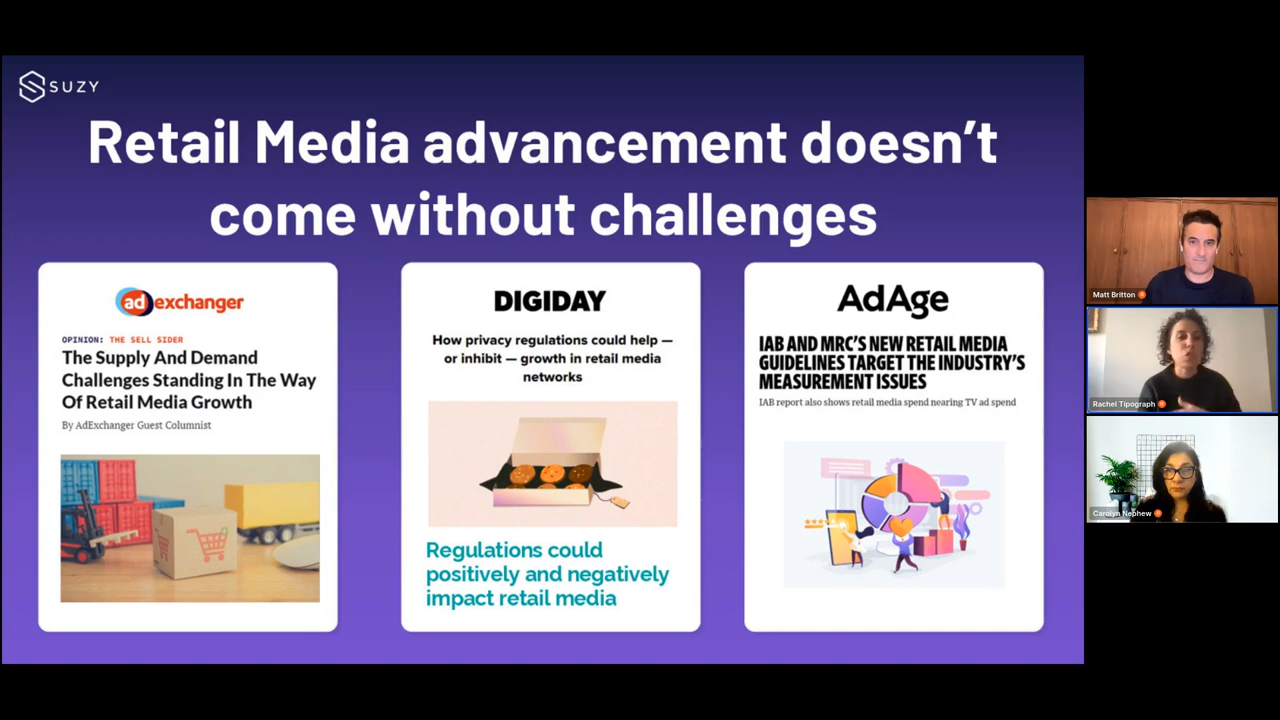 SUZY
Retail Media advancement doesn’t
come without challenges
ad exchanger
OPINION: THE SELL SIDER
The Supply And Demand
Challenges Standing In The Way
Of Retail Media Growth
By AdExchanger Guest Columnist
DIGIDAY
How privacy regulations could help —
or inhibit — growth in retail media
networks
Regulations could
positively and negatively
impact retail media
AdAge
IAB AND MRC’S NEW RETAIL MEDIA
GUIDELINES TARGET THE INDUSTRY’S
MEASUREMENT ISSUES
IAB report also shows retail media spend nearing TV ad spend
Matt Britton
Rachel Tipograph
Carolyn Nephew